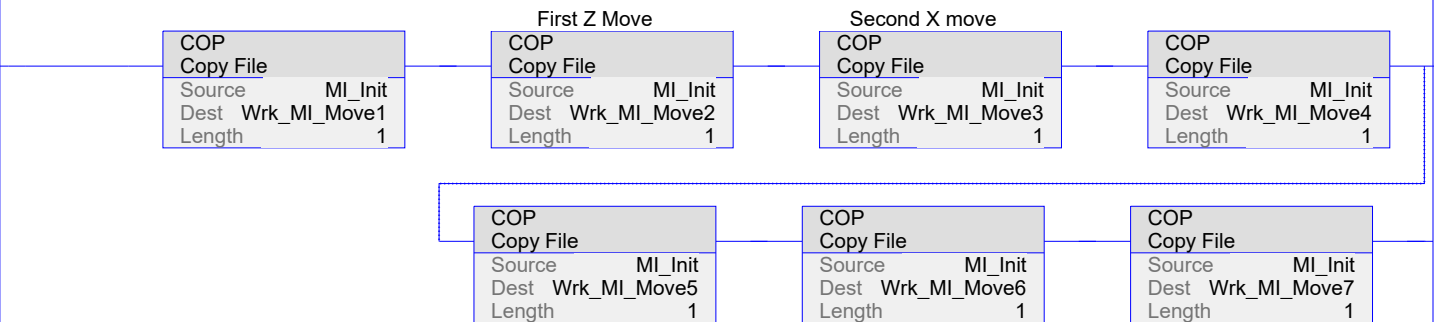 First Z Move Second X move
COP COP COP COP
Copy File Copy File Copy File Copy File
Source MI_Init Source MI_Init Source MI_Init Source MI_Init
Dest Wrk_MI_Move1 Dest Wrk_MI_Move2 Dest Wrk_MI_Move3 Dest Wrk_MI_Move4
Length 1 Length 1 Length 1 Length 1
COP COP COP
Copy File Copy File Copy File
Source MI_Init Source MI_Init Source MI_Init
Dest Wrk_MI_Move5 Dest Wrk_MI_Move6 Dest Wrk_MI_Move7
Length 1 Length 1 Length 1